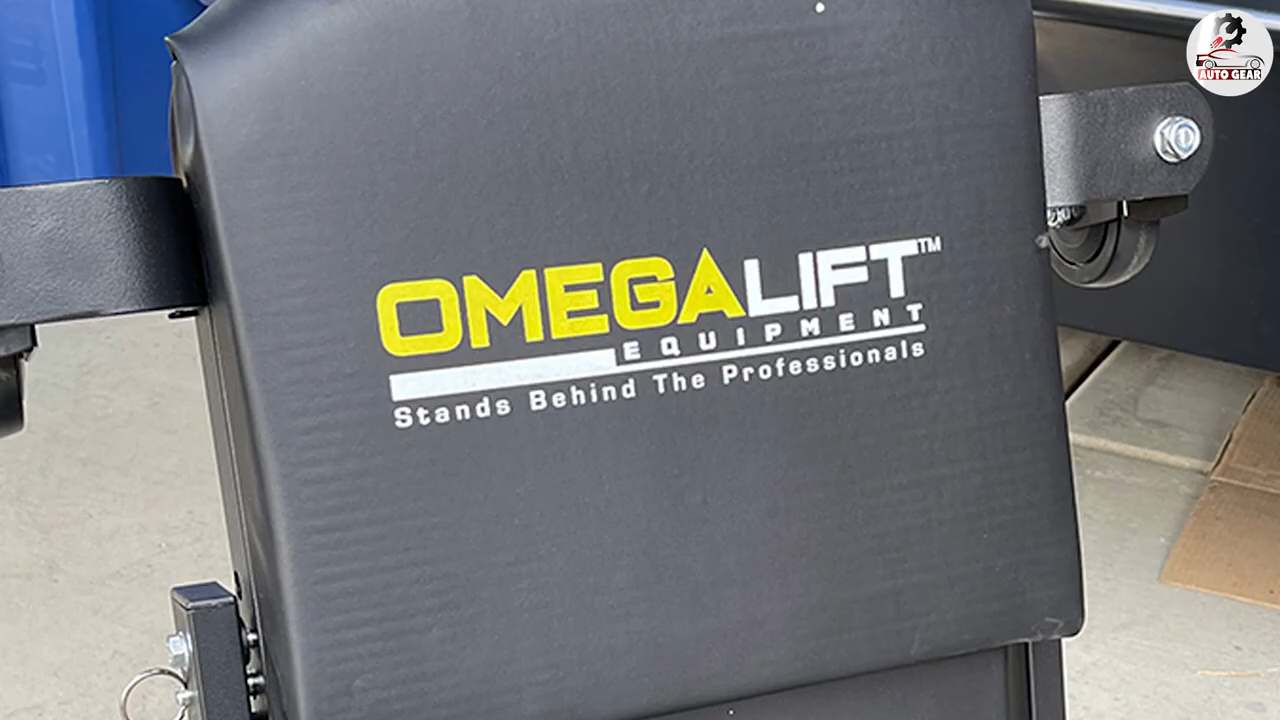 AUTO GEAR
OMEGALIFT™
EQUIPMENT
Stands Behind The Professionals